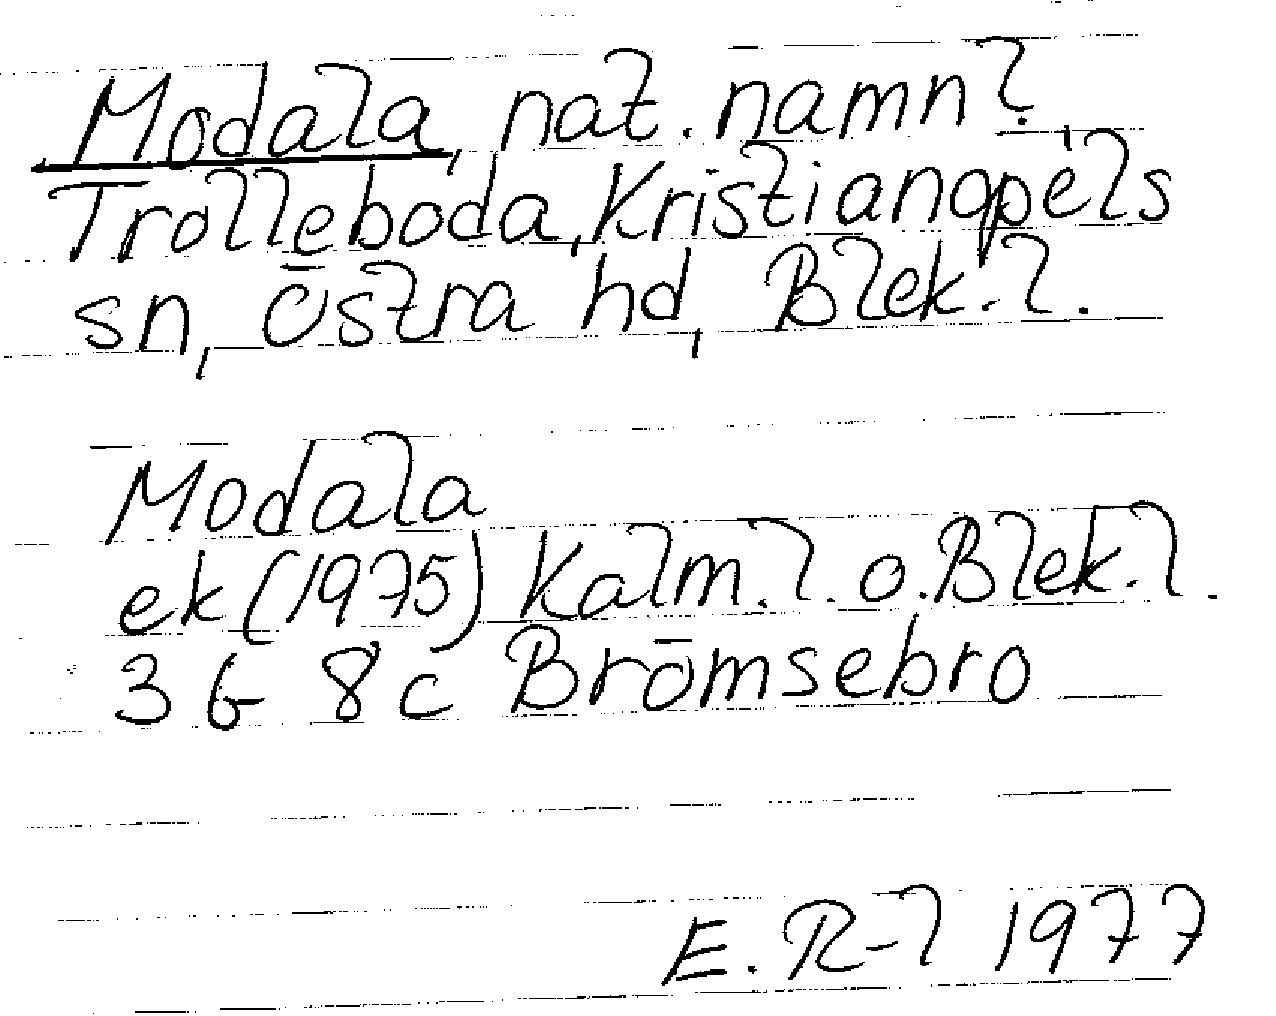 Modala, nat. namn?
Trolleboda, Kristianopels
sn, Östra hd, Blek. l.
Modala
ek (1975) Kalm. l. o. Blek. l.
3 G 8 c Brömsebro
E. R-l 1977